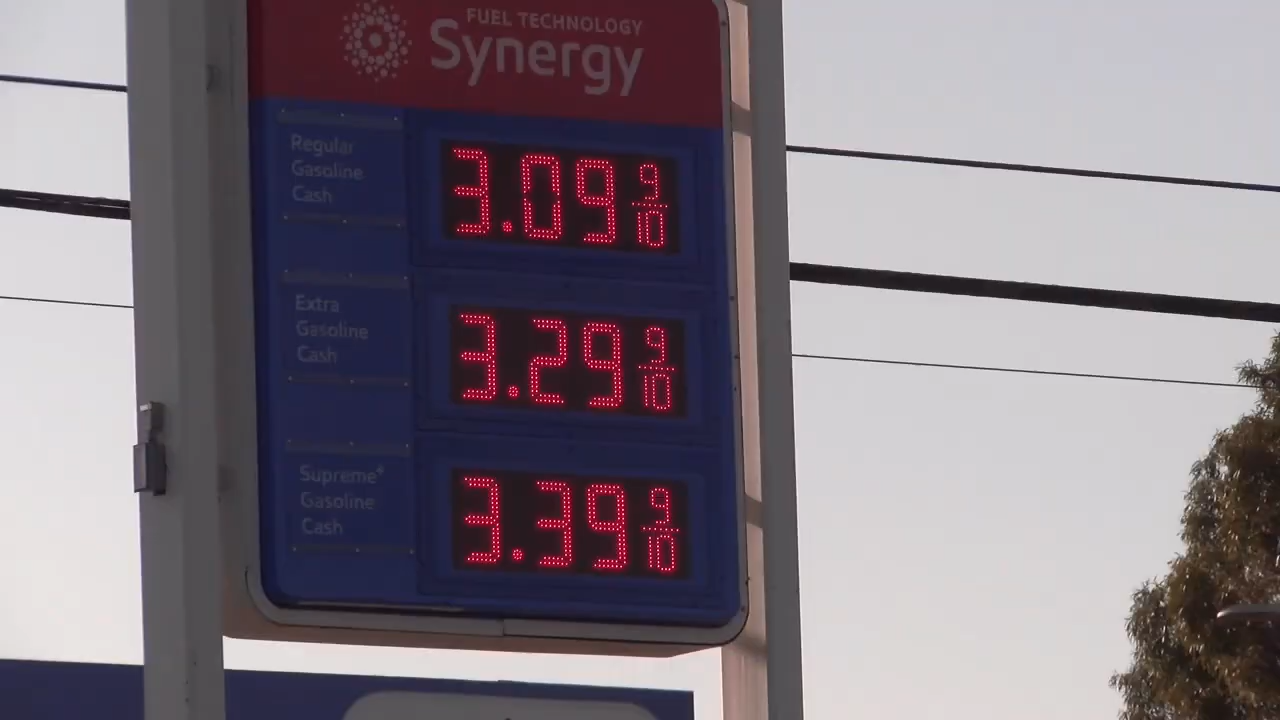 FUEL TECHNOLOGY
Synergy
Regular
Gasoline
Cash
3.09 9/10
Extra
Gasoline
Cash
3.29 9/10
Supreme+
Gasoline
Cash
3.39 9/10